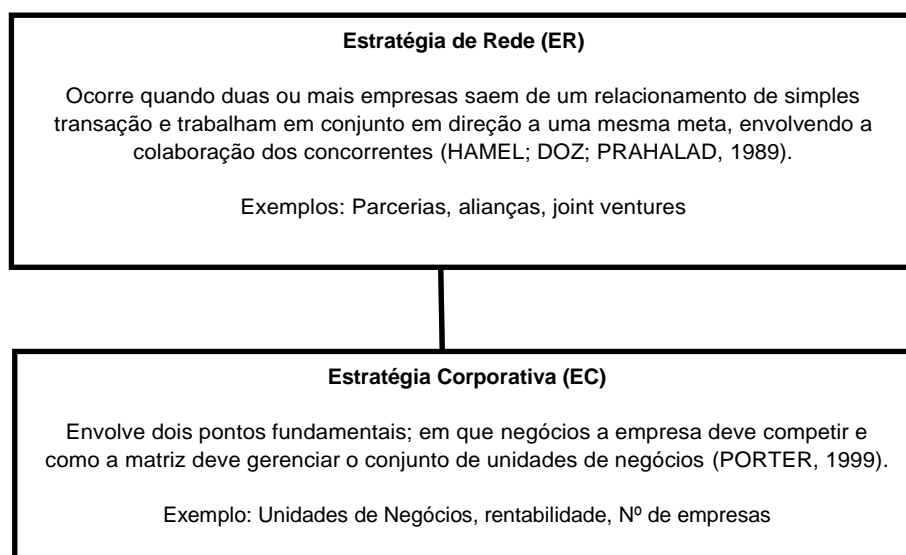 Estratégia de Rede (ER)
Ocorre quando duas ou mais empresas saem de um relacionamento de simples
transação e trabalham em conjunto em direção a uma mesma meta, envolvendo a
colaboração dos concorrentes (HAMEL; DOZ; PRAHALAD, 1989).
Exemplos: Parcerias, alianças, joint ventures
Estratégia Corporativa (EC)
Envolve dois pontos fundamentais; em que negócios a empresa deve competir e
como a matriz deve gerenciar o conjunto de unidades de negócios (PORTER, 1999).
Exemplo: Unidades de Negócios, rentabilidade, Nº de empresas